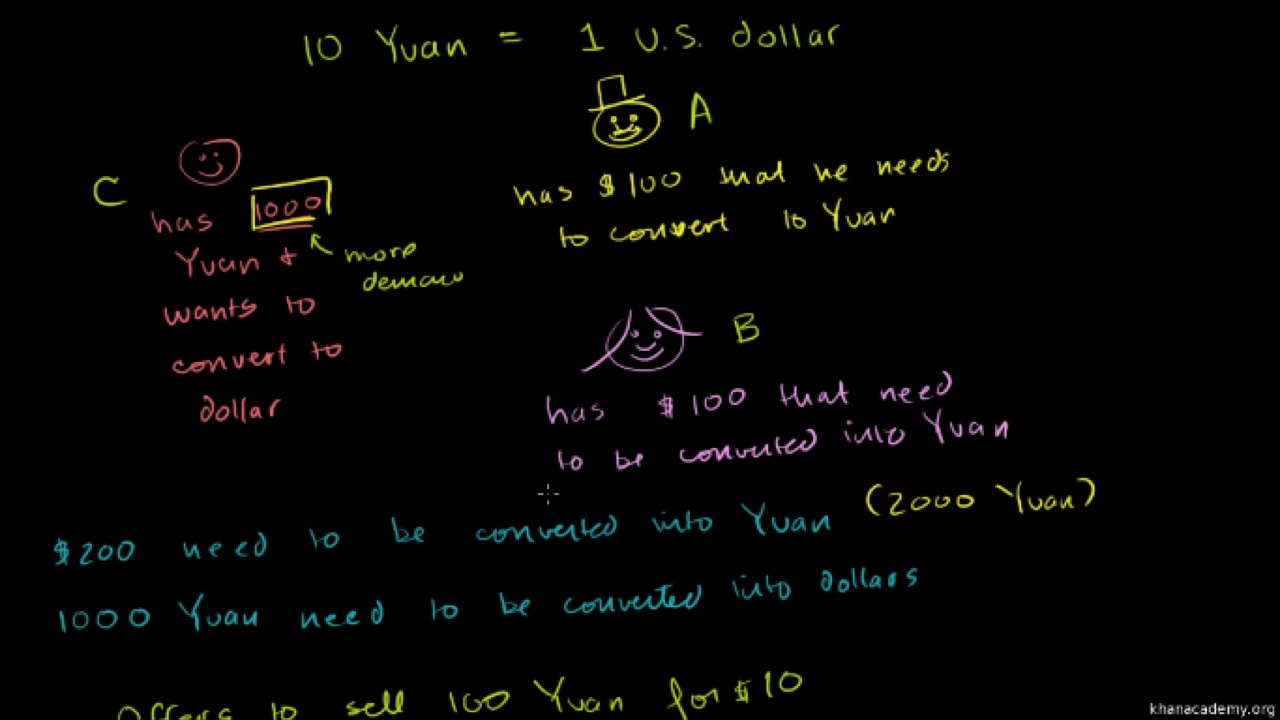 10 Yuan = 1 U.S. dollar
A
has $100 that he needs
to convert to Yuan
C
has 1000
Yuan +
wants to
convert to
dollar
more
deman
B
has $100 that need
to be converted into Yuan
$200 need to be converted into Yuan (2000 Yuan)
1000 Yuan need to be converted into dollars
Offers to sell 100 Yuan for $10
khanacademy.org